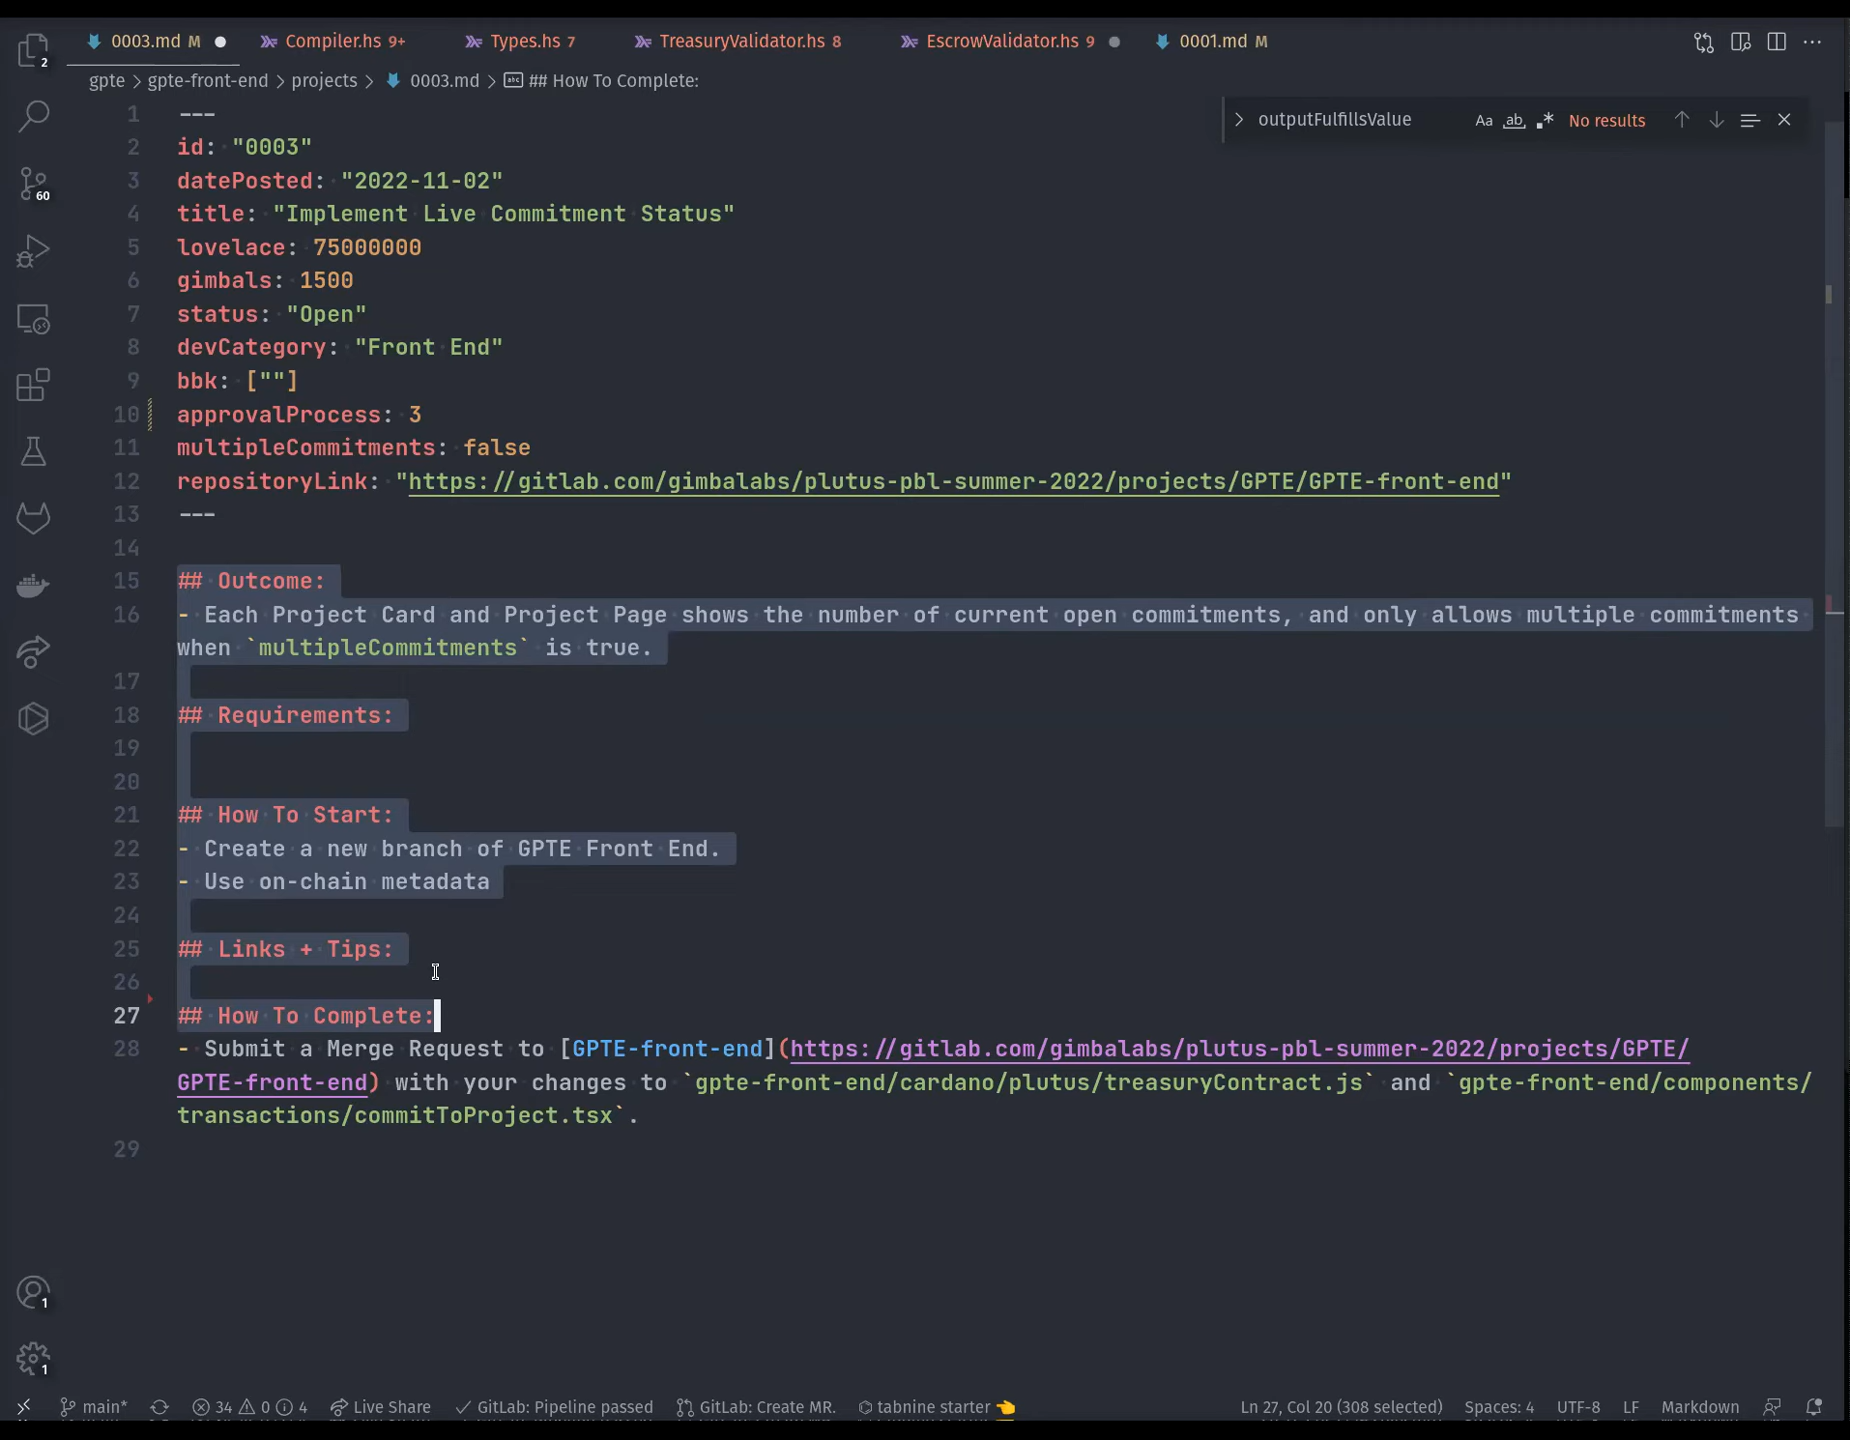 0003.md M
Compiler.hs 9+
Types.hs 7
TreasuryValidator.hs 8
EscrowValidator.hs 9
0001.md M
2
gpte > gpte-front-end > projects > 0003.md > ## How To Complete:
outputFulfillsValue
Aa
ab
No results
60
1 ---
2 id: "0003"
3 datePosted: "2022-11-02"
4 title: "Implement Live Commitment Status"
5 lovelace: 75000000
6 gimbals: 1500
7 status: "Open"
8 devCategory: "Front End"
9 bbk: [""]
10 approvalProcess: 3
11 multipleCommitments: false
12 repositoryLink: "https://gitlab.com/gimbalabs/plutus-pbl-summer-2022/projects/GPTE/GPTE-front-end"
13 ---
14
15 ## Outcome:
16 - Each Project Card and Project Page shows the number of current open commitments, and only allows multiple commitments
when `multipleCommitments` is true.
17
18 ## Requirements:
19
20
21 ## How To Start:
22 - Create a new branch of GPTE Front End.
23 - Use on-chain metadata
24
25 ## Links + Tips:
26
27 ## How To Complete:
28 - Submit a Merge Request to [GPTE-front-end](https://gitlab.com/gimbalabs/plutus-pbl-summer-2022/projects/GPTE/
GPTE-front-end) with your changes to `gpte-front-end/cardano/plutus/treasuryContract.js` and `gpte-front-end/components/
transactions/commitToProject.tsx`.
29
1
1
main*
34 0 4
Live Share
GitLab: Pipeline passed
GitLab: Create MR.
tabnine starter
Ln 27, Col 20 (308 selected)
Spaces: 4
UTF-8
LF
Markdown